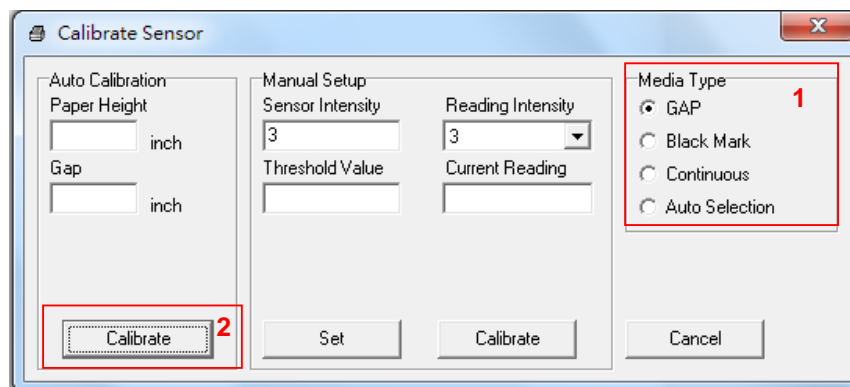 Calibrate Sensor
Auto Calibration
Paper Height
inch
Gap
inch
Calibrate
2
Manual Setup
Sensor Intensity
3
Reading Intensity
3
Threshold Value
Current Reading
Set
Calibrate
Media Type
1
GAP
Black Mark
Continuous
Auto Selection
Cancel